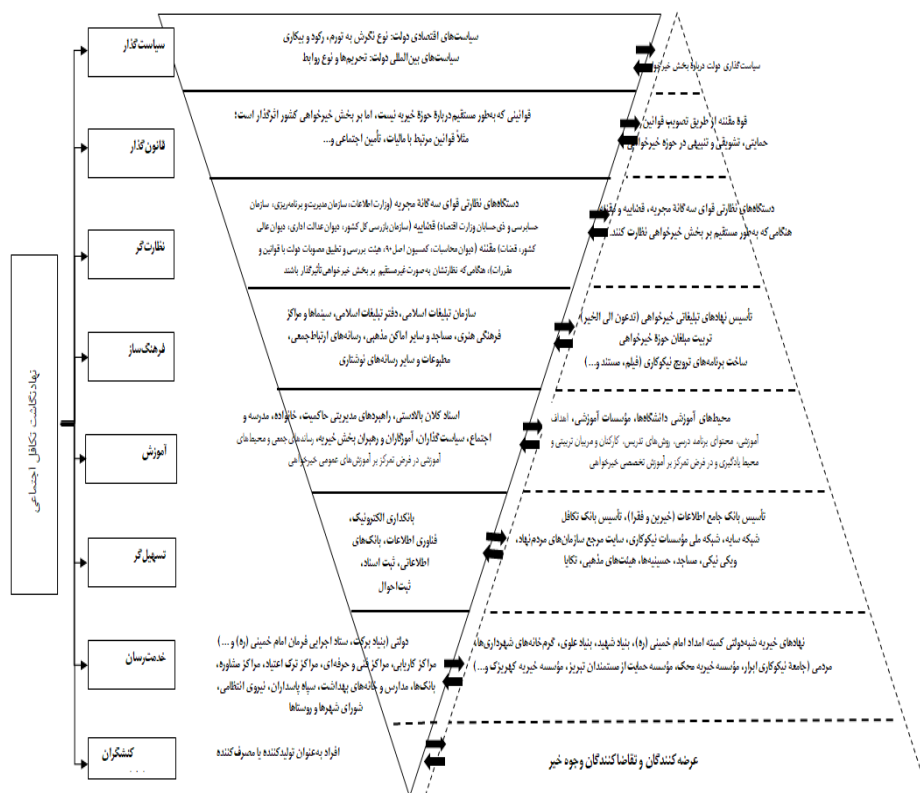 سیاست‌گذار
سیاست‌های اقتصادی دولت: نوع نگرش به تورم، رکود و بیکاری
سیاست‌های بین‌المللی دولت: تحریم‌ها و نوع روابط
سیاست‌گذاری دولت درباره بخش خیرخواهی
قانون‌گذار
قوانینی که به‌طور مستقیم درباره حوزه خیریه نیست، اما بر بخش خیرخواهی کشور اثرگذار است؛
مثلاً قوانین مرتبط با مالیات، تأمین اجتماعی و...
قوهٔ مقننه از طریق تصویب قوانین
حمایتی، تشویقی و تنبیهی در حوزه خیرخواهی
نظارت‌گر
دستگاه‌های نظارتی قوای سه گانهٔ مجریه (وزارت اطلاعات، سازمان مدیریت و برنامه‌ریزی، سازمان
حسابرسی و ذی حسابان وزارت اقتصاد) قضاییه (سازمان بازرسی کل کشور، دیوان عدالت اداری، دیوان عالی
کشور، قضات) مقننه (دیوان محاسبات، کمسیون اصل ۹۰، هیئت بررسی و تطبیق مصوبات دولت با قوانین و
مقررات)، هنگامی که نظارتشان به صورت غیرمستقیم بر بخش خیرخواهی تأثیرگذار باشند
دستگاه‌های نظارتی قوای سه گانهٔ مجریه، قضاییه و مقننه
هنگامی که به‌طور مستقیم بر بخش خیرخواهی نظارت کنند.
فرهنگ‌ساز
سازمان تبلیغات اسلامی، دفتر تبلیغات اسلامی، سینماها و مراکز
فرهنگی هنری، مساجد و سایر اماکن مذهبی، رسانه‌های ارتباط جمعی،
مطبوعات و سایر رسانه‌های نوشتاری
تأسیس نهادهای تبلیغاتی خیرخواهی (تدعون الی الخیر)
تربیت مبلغان حوزهٔ خیرخواهی
ساخت برنامه‌های ترویج نیکوکاری (فیلم، مستند و...)
نهادنگاشت تکافل اجتماعی
آموزش
اسناد کلان بالادستی، راهبردهای مدیریتی حاکمیت، خانواده، مدرسه و
اجتماع، سیاست‌گذاران، آموزگاران و رهبران بخش خیریه، رسانه‌های جمعی و محیط‌های
آموزشی در فرض تمرکز بر آموزش‌های عمومی خیرخواهی
محیط‌های آموزشی دانشگاه‌ها، مؤسسات آموزشی، اهداف
آموزشی، محتوای برنامه درسی، روش‌های تدریس، کارکنان و مربیان تربیتی و
محیط یادگیری و در فرض تمرکز بر آموزش تخصصی خیرخواهی
تسهیل‌گر
بانکداری الکترونیک،
فناوری اطلاعات، بانک‌های
اطلاعاتی، ثبت اسناد،
ثبت‌احوال
تأسیس بانک جامع اطلاعات (خیرین و فقرا)، تأسیس بانک تکافل
شبکه سایه، شبکه ملی مؤسسات نیکوکاری، سایت مرجع سازمان‌های مردم‌نهاد،
ویکی نیکی، مساجد، حسینیه‌ها، هیئت‌های مذهبی، تکایا
خدمت‌رسان
دولتی (بنیاد برکت، ستاد اجرایی فرمان امام خمینی (ره) و ...)
مراکز کاریابی، مراکز فنی و حرفه‌ای، مراکز ترک اعتیاد، مراکز مشاوره،
بانک‌ها، مدارس و خانه‌های بهداشت، سپاه پاسداران، نیروی انتظامی،
شورای شهرها و روستاها
نهادهای خیریه شبه‌دولتی کمیته امداد امام خمینی (ره)، بنیاد شهید، بنیاد علوی، گرم‌خانه‌های شهرداری‌ها،
مردمی (جامعه نیکوکاری ابرار، مؤسسه خیریه محک، مؤسسه حمایت از مستمندان تبریز، مؤسسه خیریه کهریزک و...)
کنشگران
افراد به‌عنوان تولیدکننده یا مصرف‌کننده
عرضه کنندگان و تقاضاکنندگان وجوه خیر